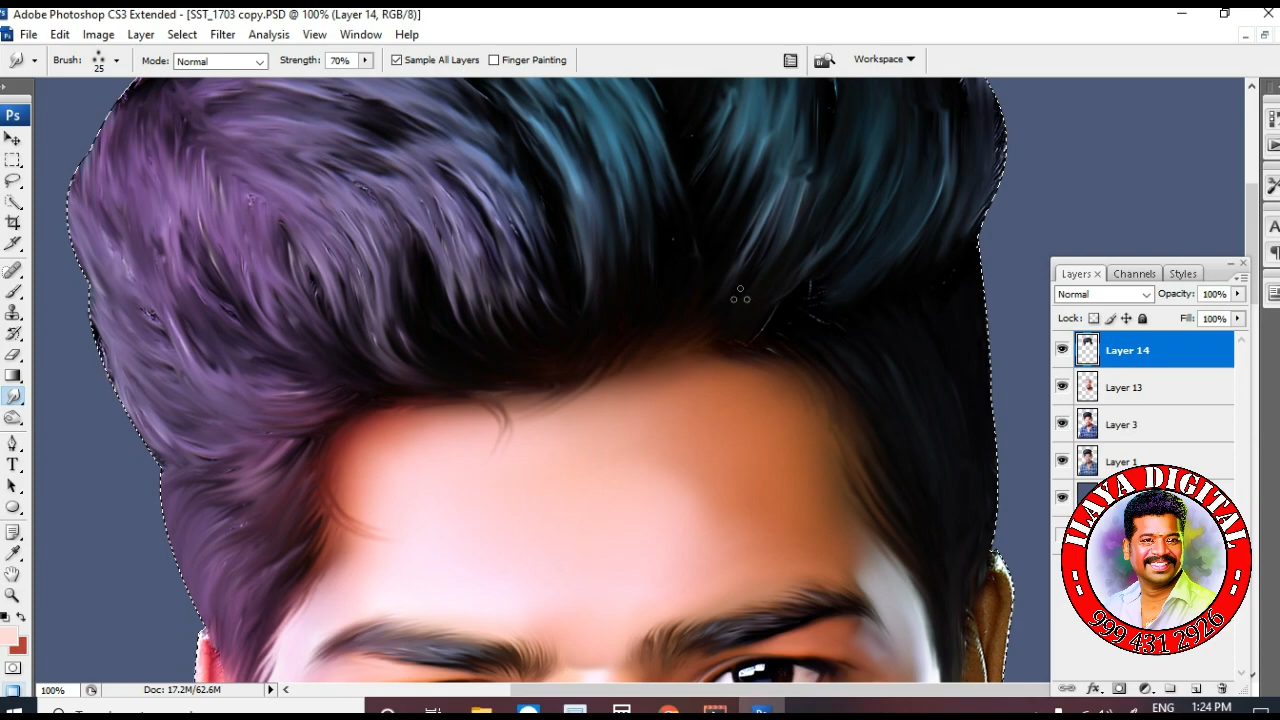 Adobe Photoshop CS3 Extended - [SST_1703 copy.PSD @ 100% (Layer 14, RGB/8)]
File Edit Image Layer Select Filter Analysis View Window Help
Brush: 25 Mode: Normal Strength: 70% Sample All Layers Finger Painting Workspace
Ps
Layers Channels Styles
Normal Opacity: 100%
Lock: Fill: 100%
Layer 14
Layer 13
Layer 3
Layer 1
ILAYA DIGITAL
999 431 2926
100% Doc: 17.2M/62.6M
ENG 1:24 PM